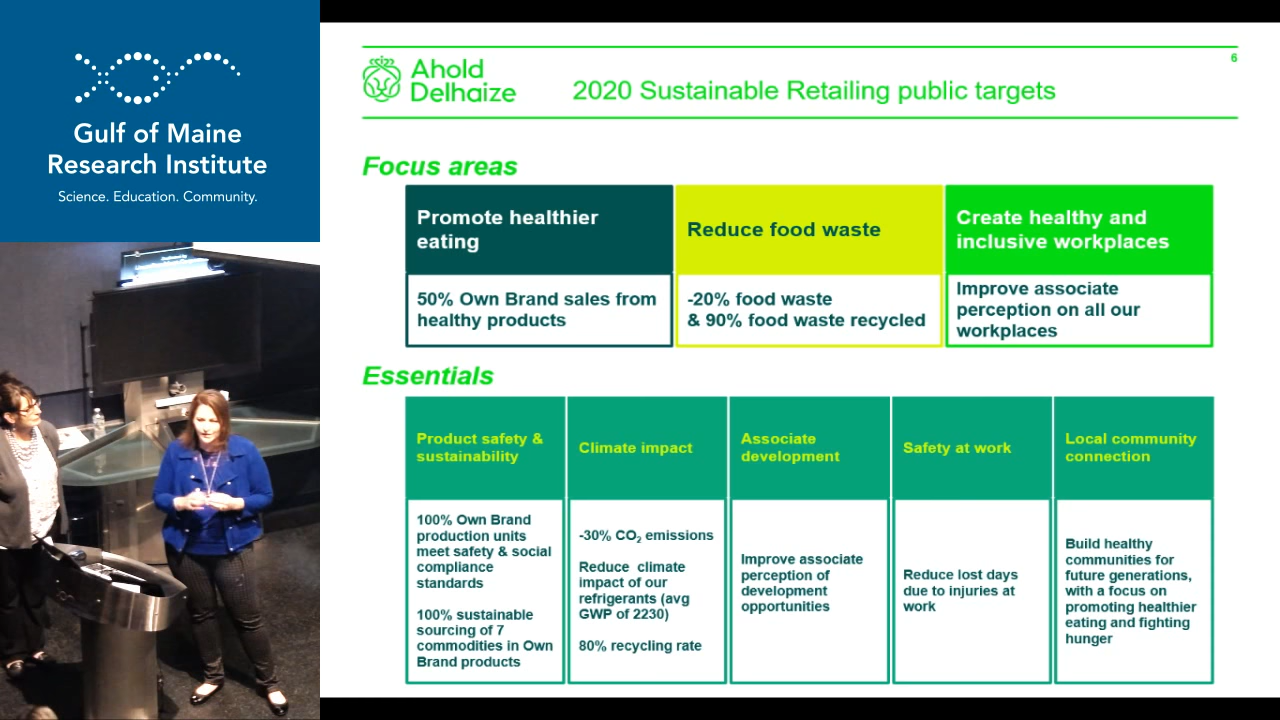 Gulf of Maine
Research Institute
Science. Education. Community.
Ahold
Delhaize
2020 Sustainable Retailing public targets
6
Focus areas
Promote healthier
eating
Reduce food waste
Create healthy and
inclusive workplaces
50% Own Brand sales from
healthy products
-20% food waste
& 90% food waste recycled
Improve associate
perception on all our
workplaces
Essentials
Product safety &
sustainability
Climate impact
Associate
development
Safety at work
Local community
connection
100% Own Brand
production units
meet safety & social
compliance
standards
100% sustainable
sourcing of 7
commodities in Own
Brand products
-30% CO₂ emissions
Reduce climate
impact of our
refrigerants (avg
GWP of 2230)
80% recycling rate
Improve associate
perception of
development
opportunities
Reduce lost days
due to injuries at
work
Build healthy
communities for
future generations,
with a focus on
promoting healthier
eating and fighting
hunger